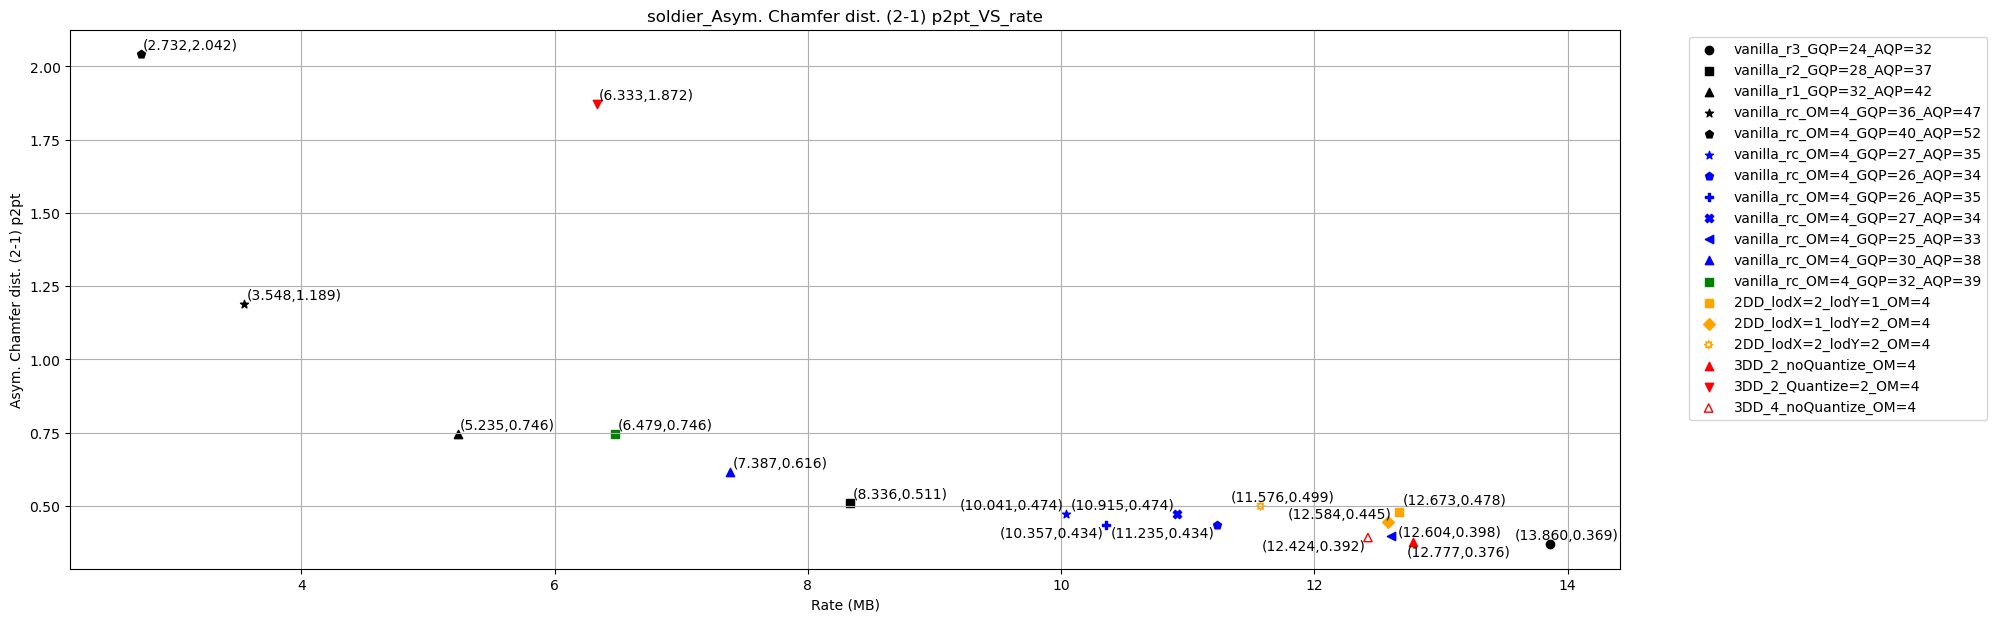 soldier_Asym. Chamfer dist. (2-1) p2pt_VS_rate
Asym. Chamfer dist. (2-1) p2pt
2.00
1.75
1.50
1.25
1.00
0.75
0.50
(2.732,2.042)
(6.333,1.872)
(3.548,1.189)
(5.235,0.746)
(6.479,0.746)
(7.387,0.616)
(8.336,0.511)
(10.041,0.474)
(10.915,0.474)
(11.576,0.499)
(12.673,0.478)
(12.584,0.445)
(10.357,0.434)
(11.235,0.434)
(12.604,0.398)
(13.860,0.369)
(12.424,0.392)
(12.777,0.376)
4
6
8
10
12
14
Rate (MB)
vanilla_r3_GQP=24_AQP=32
vanilla_r2_GQP=28_AQP=37
vanilla_r1_GQP=32_AQP=42
vanilla_rc_OM=4_GQP=36_AQP=47
vanilla_rc_OM=4_GQP=40_AQP=52
vanilla_rc_OM=4_GQP=27_AQP=35
vanilla_rc_OM=4_GQP=26_AQP=34
vanilla_rc_OM=4_GQP=26_AQP=35
vanilla_rc_OM=4_GQP=27_AQP=34
vanilla_rc_OM=4_GQP=25_AQP=33
vanilla_rc_OM=4_GQP=30_AQP=38
vanilla_rc_OM=4_GQP=32_AQP=39
2DD_lodX=2_lodY=1_OM=4
2DD_lodX=1_lodY=2_OM=4
2DD_lodX=2_lodY=2_OM=4
3DD_2_noQuantize_OM=4
3DD_2_Quantize=2_OM=4
3DD_4_noQuantize_OM=4